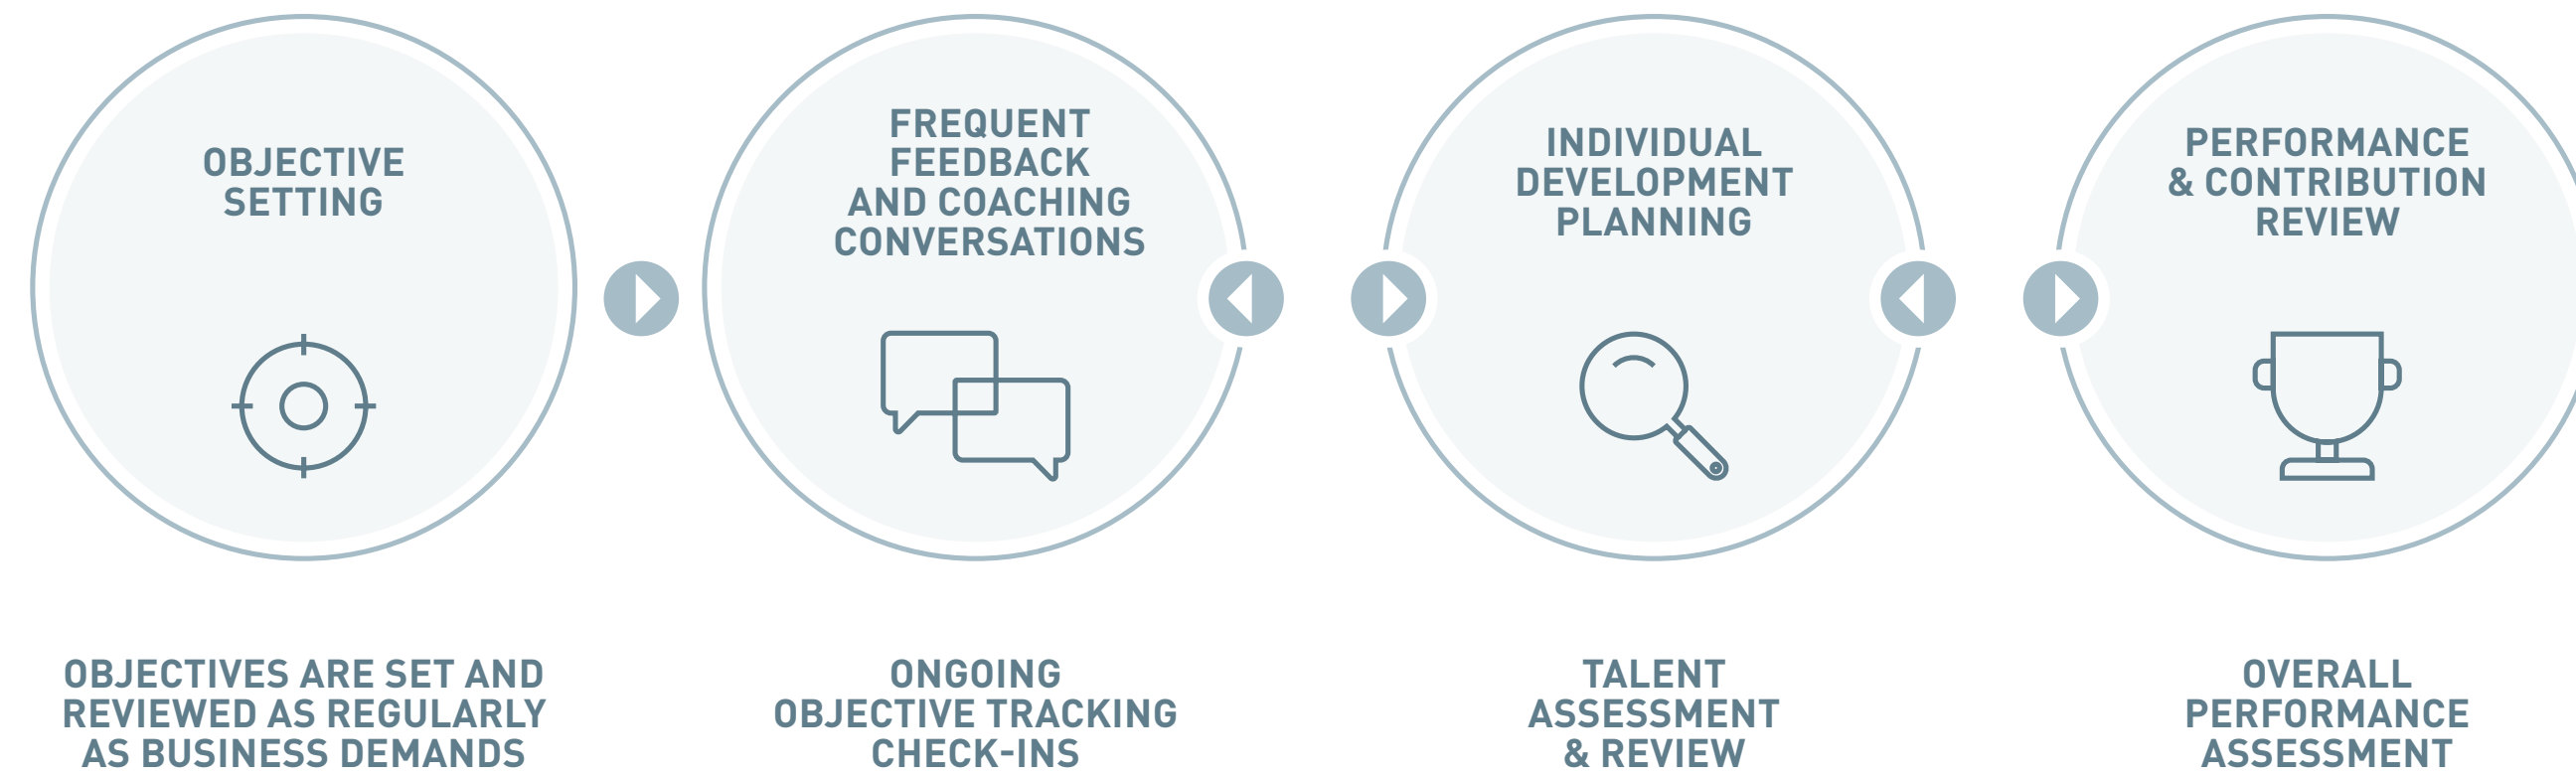 OBJECTIVE
SETTING
FREQUENT
FEEDBACK
AND COACHING
CONVERSATIONS
INDIVIDUAL
DEVELOPMENT
PLANNING
PERFORMANCE
& CONTRIBUTION
REVIEW
OBJECTIVES ARE SET AND
REVIEWED AS REGULARLY
AS BUSINESS DEMANDS
ONGOING
OBJECTIVE TRACKING
CHECK-INS
TALENT
ASSESSMENT
& REVIEW
OVERALL
PERFORMANCE
ASSESSMENT